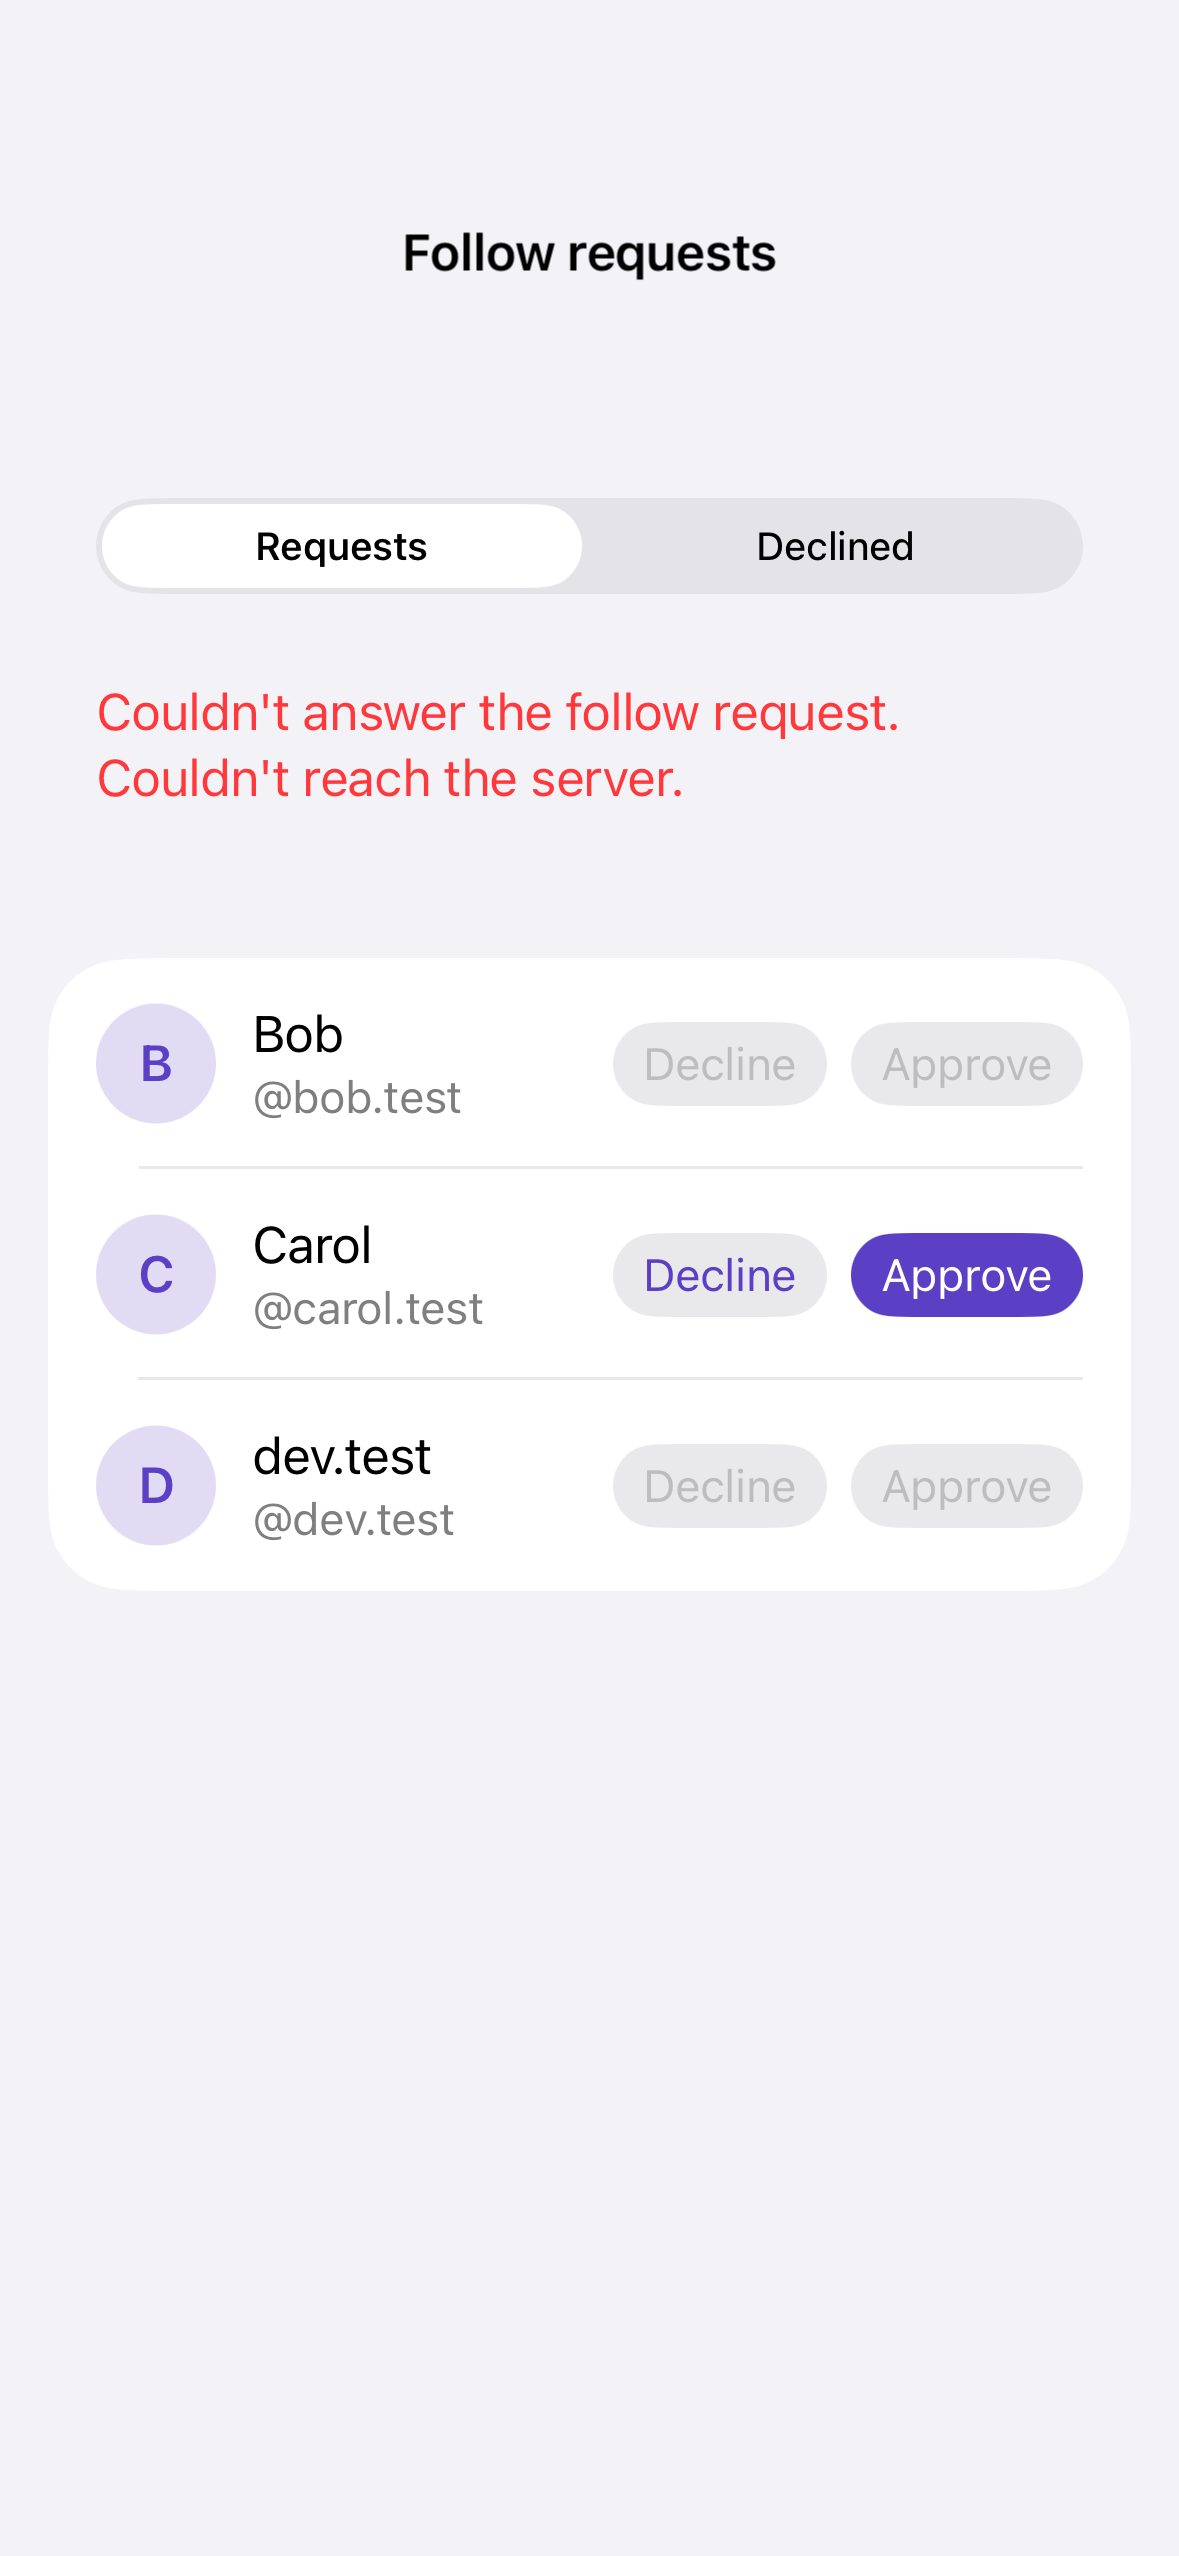 Follow requests
Requests Declined
Couldn't answer the follow request.
Couldn't reach the server.
B Bob Decline Approve
@bob.test
C Carol Decline Approve
@carol.test
D dev.test Decline Approve
@dev.test